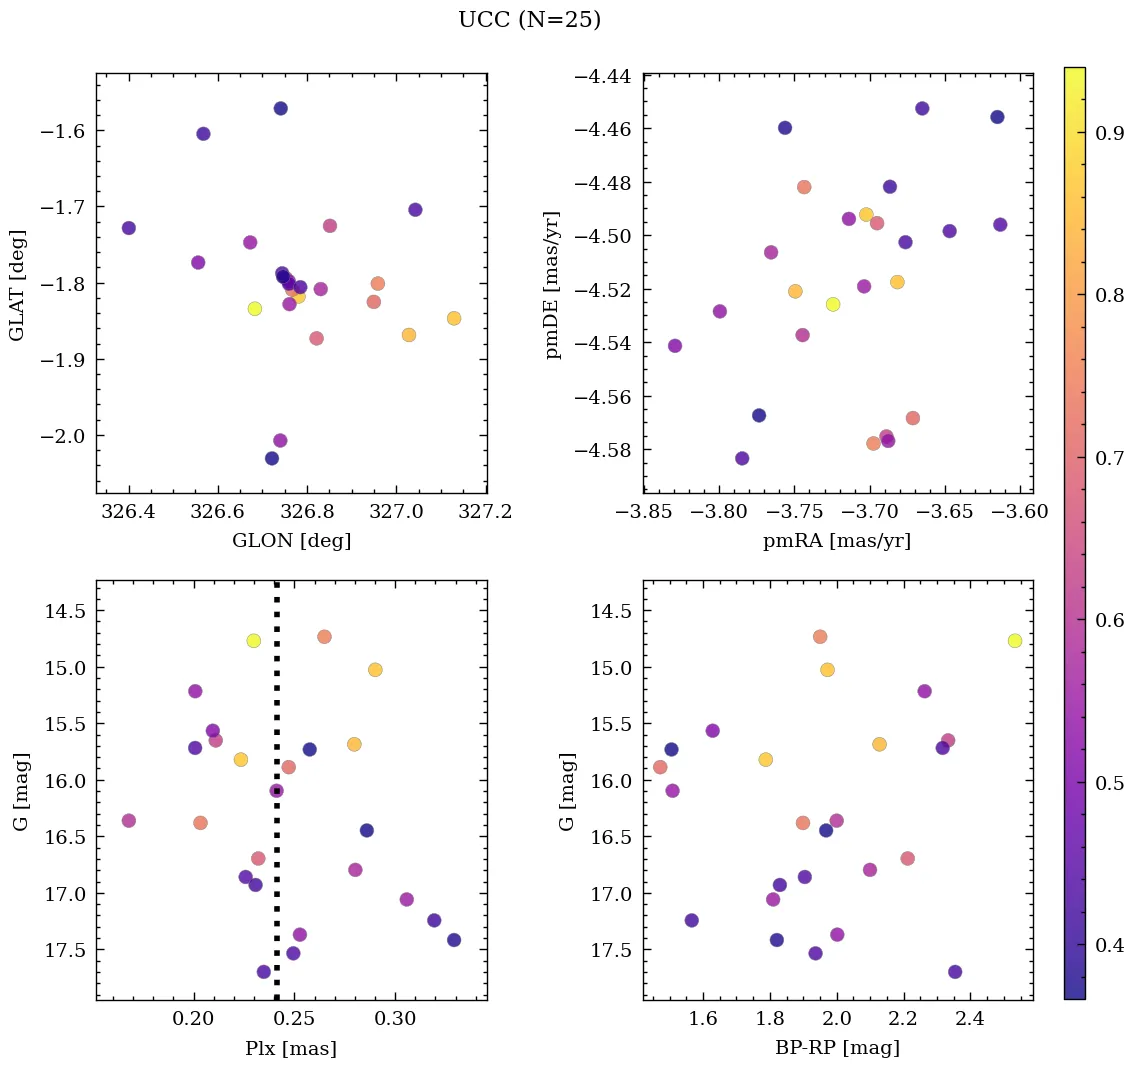 UCC (N=25)
−1.6
−1.7
−1.8
−1.9
−2.0
GLAT [deg]
326.4 326.6 326.8 327.0 327.2
GLON [deg]
−4.44
−4.46
−4.48
−4.50
−4.52
−4.54
−4.56
−4.58
pmDE [mas/yr]
−3.85 −3.80 −3.75 −3.70 −3.65 −3.60
pmRA [mas/yr]
14.5
15.0
15.5
16.0
16.5
17.0
17.5
G [mag]
0.20 0.25 0.30
Plx [mas]
14.5
15.0
15.5
16.0
16.5
17.0
17.5
G [mag]
1.6 1.8 2.0 2.2 2.4
BP-RP [mag]
0.9
0.8
0.7
0.6
0.5
0.4